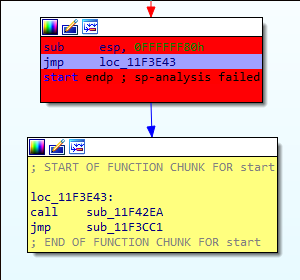 sub     esp, 0FFFFFF80h
jmp     loc_11F3E43
start endp ; sp-analysis failed
; START OF FUNCTION CHUNK FOR start
loc_11F3E43:
call    sub_11F42EA
jmp     sub_11F3CC1
; END OF FUNCTION CHUNK FOR start